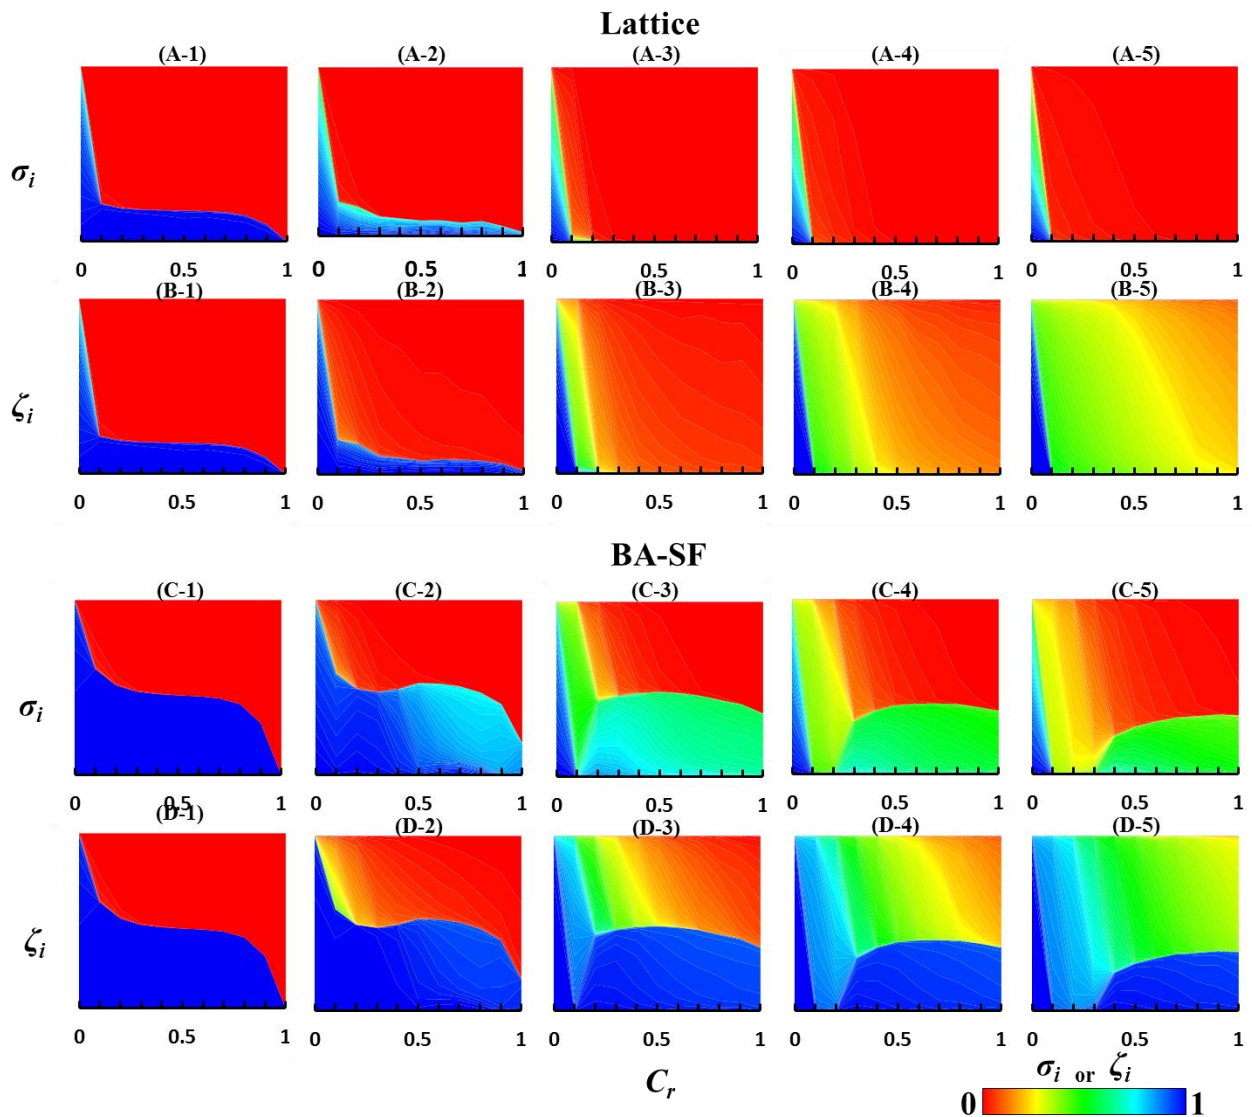 Lattice
(A-1) (A-2) (A-3) (A-4) (A-5)
σi
0 0.5 1 0 0.5 1 0 0.5 1 0 0.5 1 0 0.5 1
(B-1) (B-2) (B-3) (B-4) (B-5)
ζi
0 0.5 1 0 0.5 1 0 0.5 1 0 0.5 1 0 0.5 1
BA-SF
(C-1) (C-2) (C-3) (C-4) (C-5)
σi
0 0.5 1 0 0.5 1 0 0.5 1 0 0.5 1 0 0.5 1
(D-1) (D-2) (D-3) (D-4) (D-5)
ζi
0 0.5 1 0 0.5 1 0 0.5 1 0 0.5 1 0 0.5 1
Cr
σi or ζi
0 1